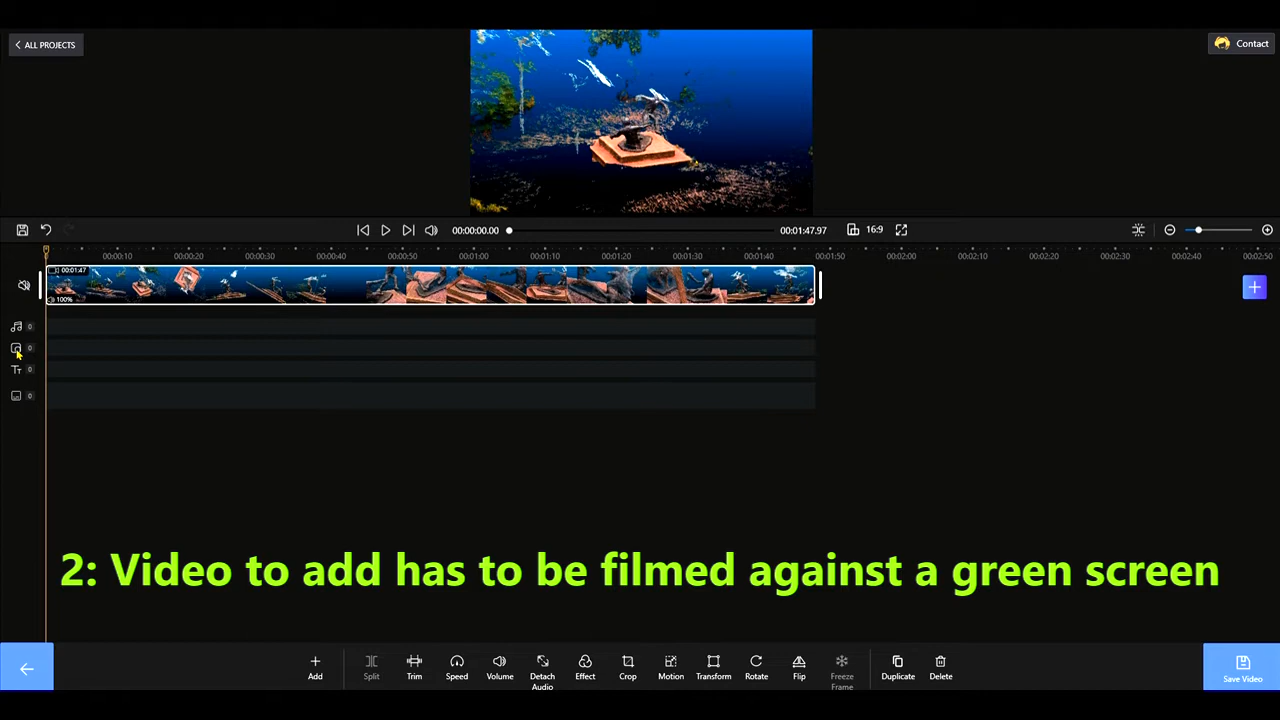 ALL PROJECTS
Contact
00:00:00.00
00:01:47.97
16:9
00:00:10 00:00:20 00:00:30 00:00:40 00:00:50 00:01:00 00:01:10 00:01:20 00:01:30 00:01:40 00:01:50 00:02:00 00:02:10 00:02:20 00:02:30 00:02:40 00:02:50
00:01:47
100%
0
0
Tт 0
0
2: Video to add has to be filmed against a green screen
Add Split Trim Speed Volume Detach Audio Effect Crop Motion Transform Rotate Flip Freeze Frame Duplicate Delete
Save Video